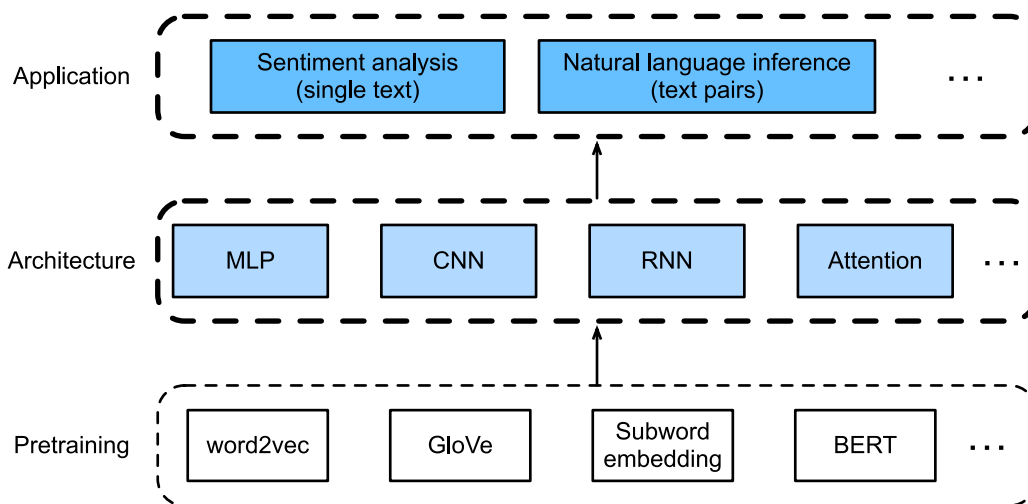 Application
Sentiment analysis
(single text)
Natural language inference
(text pairs)
...
Architecture
MLP
CNN
RNN
Attention
...
Pretraining
word2vec
GloVe
Subword
embedding
BERT
...